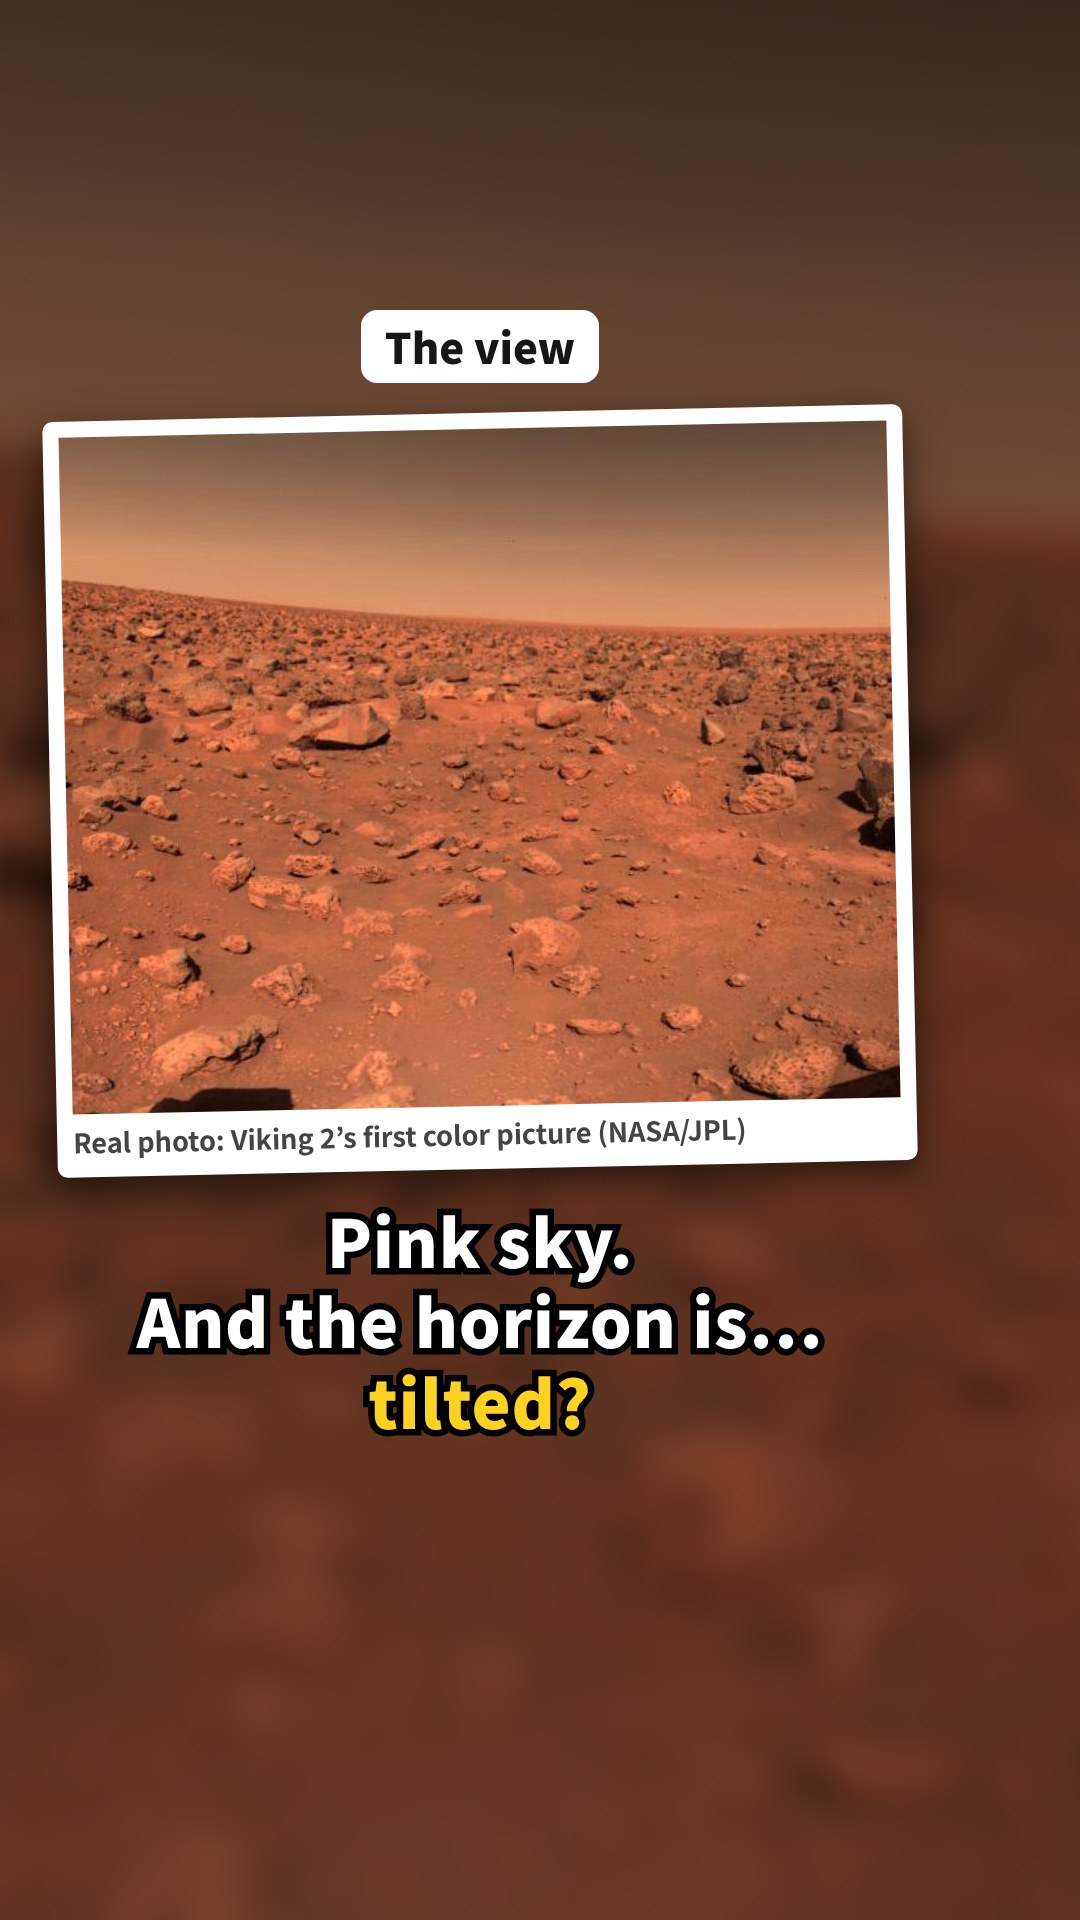 The view
Real photo: Viking 2’s first color picture (NASA/JPL)
Pink sky.
And the horizon is...
tilted?